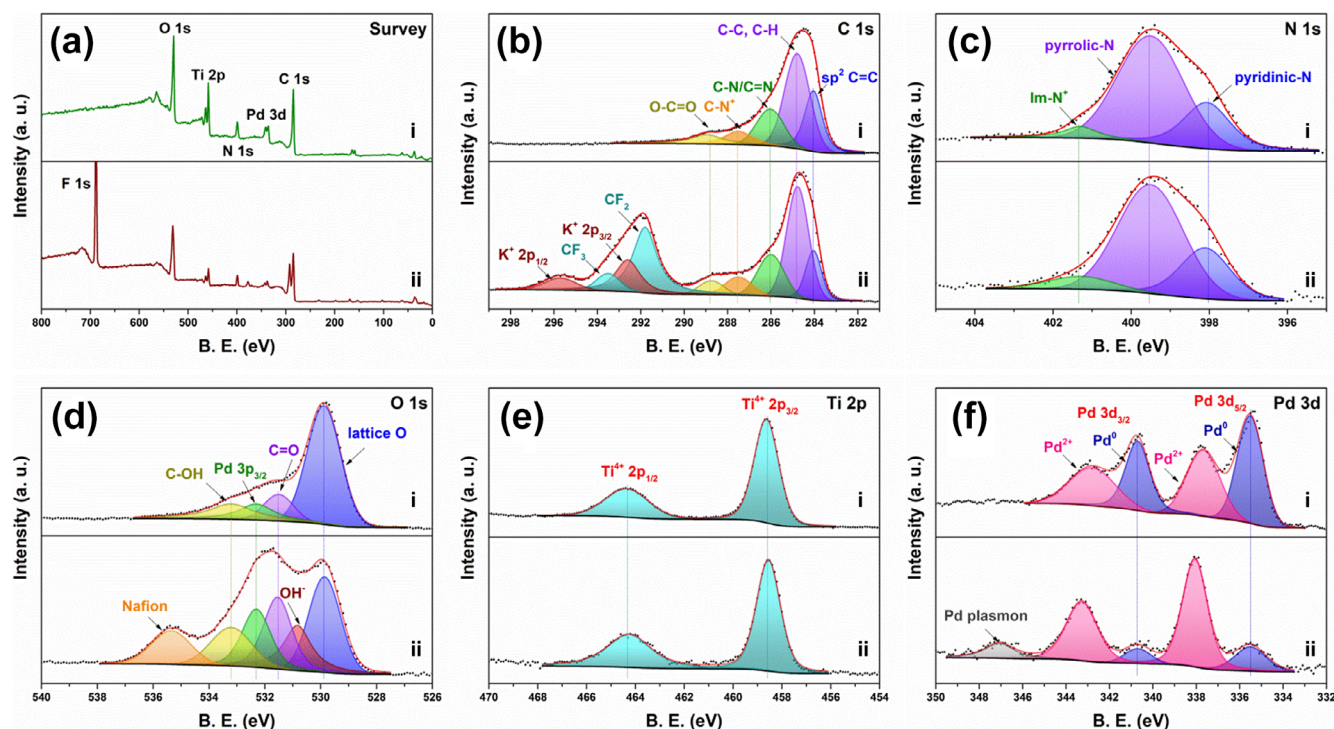 (a)
Survey
O 1s
Ti 2p
C 1s
Pd 3d
N 1s
i
F 1s
ii
Intensity (a. u.)
800 700 600 500 400 300 200 100 0
B. E. (eV)
(b)
C 1s
C-C, C-H
C-N/C=N
sp² C=C
O-C=O
C-N⁺
i
CF₂
K⁺ 2p₃/₂
CF₃
K⁺ 2p₁/₂
ii
Intensity (a. u.)
298 296 294 292 290 288 286 284 282
B. E. (eV)
(c)
N 1s
pyrrolic-N
pyridinic-N
Im-N⁺
i
ii
Intensity (a. u.)
404 402 400 398 396
B. E. (eV)
(d)
O 1s
lattice O
C=O
Pd 3p₃/₂
C-OH
i
OH⁻
Nafion
ii
Intensity (a. u.)
540 538 536 534 532 530 528 526
B. E. (eV)
(e)
Ti 2p
Ti⁴⁺ 2p₃/₂
Ti⁴⁺ 2p₁/₂
i
ii
Intensity (a. u.)
470 468 466 464 462 460 458 456 454
B. E. (eV)
(f)
Pd 3d
Pd 3d₅/₂
Pd 3d₃/₂
Pd⁰
Pd²⁺
Pd⁰
Pd²⁺
i
Pd plasmon
ii
Intensity (a. u.)
350 348 346 344 342 340 338 336 334 332
B. E. (eV)